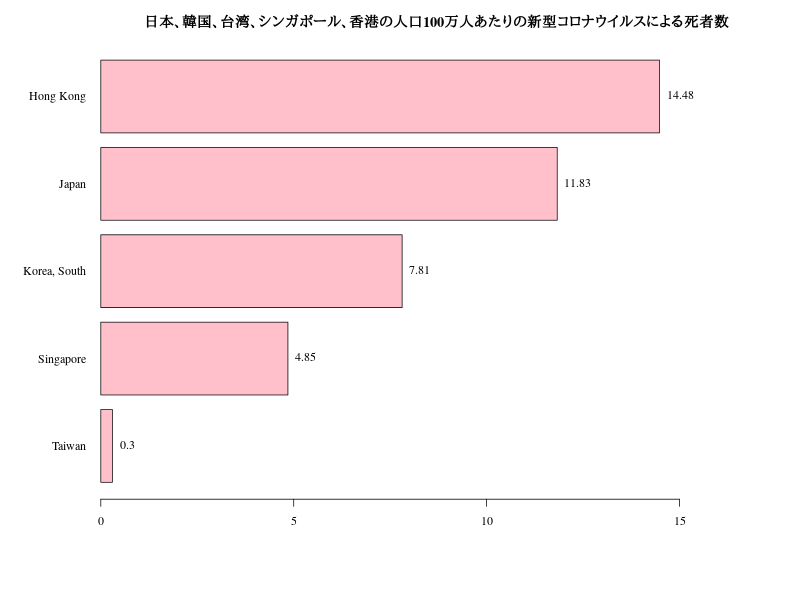 日本、韓国、台湾、シンガポール、香港の人口100万人あたりの新型コロナウイルスによる死者数
Hong Kong 14.48
Japan 11.83
Korea, South 7.81
Singapore 4.85
Taiwan 0.3
0 5 10 15